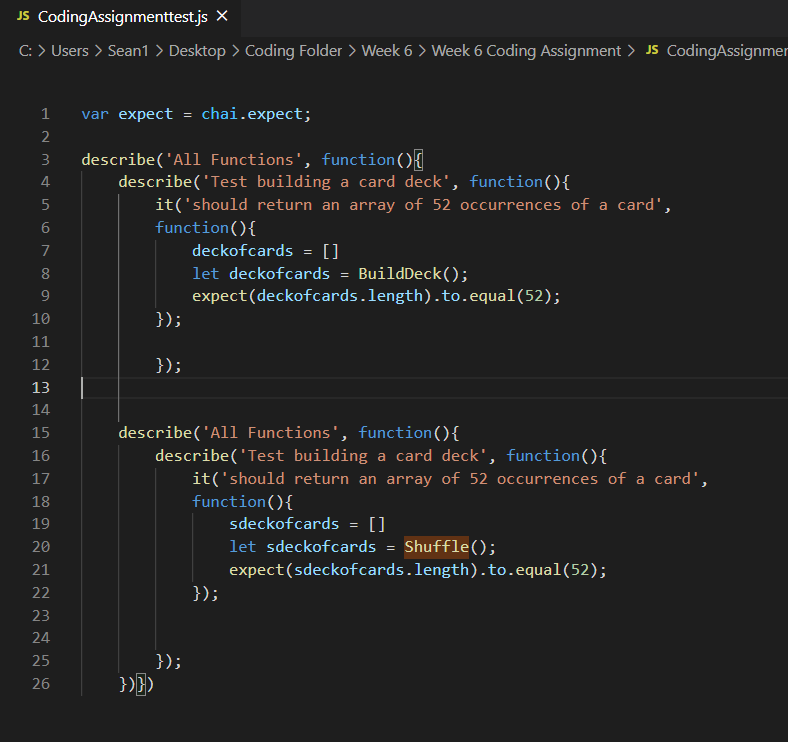 JS CodingAssignmenttest.js ×
C: > Users > Sean1 > Desktop > Coding Folder > Week 6 > Week 6 Coding Assignment > JS CodingAssignmen
1 var expect = chai.expect;
2
3 describe('All Functions', function(){
4 describe('Test building a card deck', function(){
5 it('should return an array of 52 occurrences of a card',
6 function(){
7 deckofcards = []
8 let deckofcards = BuildDeck();
9 expect(deckofcards.length).to.equal(52);
10 });
11
12 });
13
14
15 describe('All Functions', function(){
16 describe('Test building a card deck', function(){
17 it('should return an array of 52 occurrences of a card',
18 function(){
19 sdeckofcards = []
20 let sdeckofcards = Shuffle();
21 expect(sdeckofcards.length).to.equal(52);
22 });
23
24
25 });
26 })})